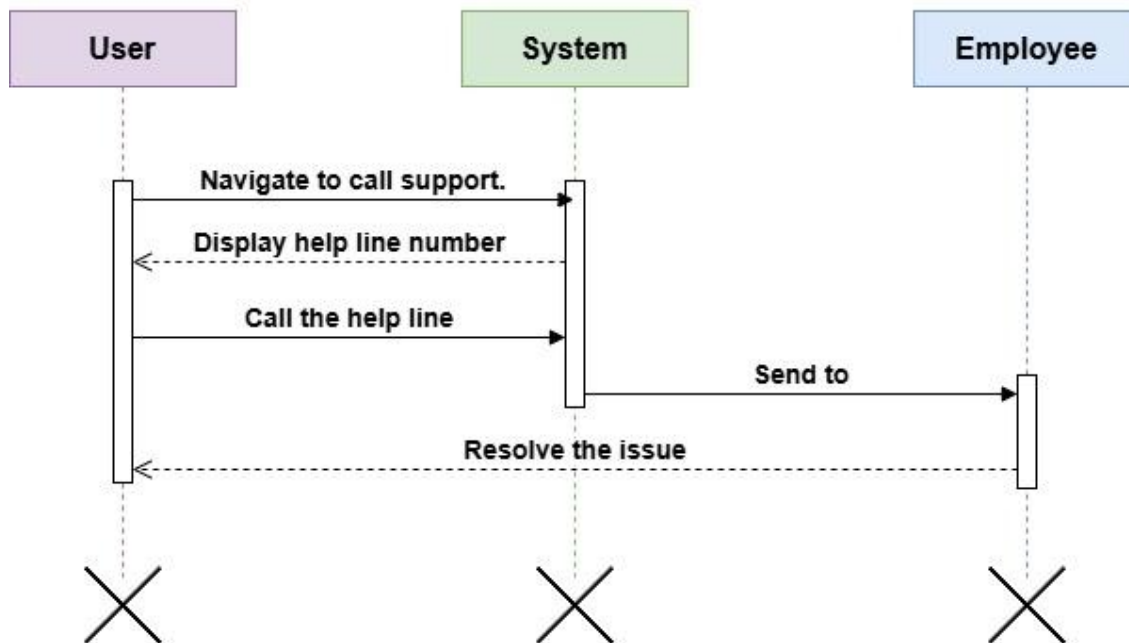 User
System
Employee
Navigate to call support.
Display help line number
Call the help line
Send to
Resolve the issue